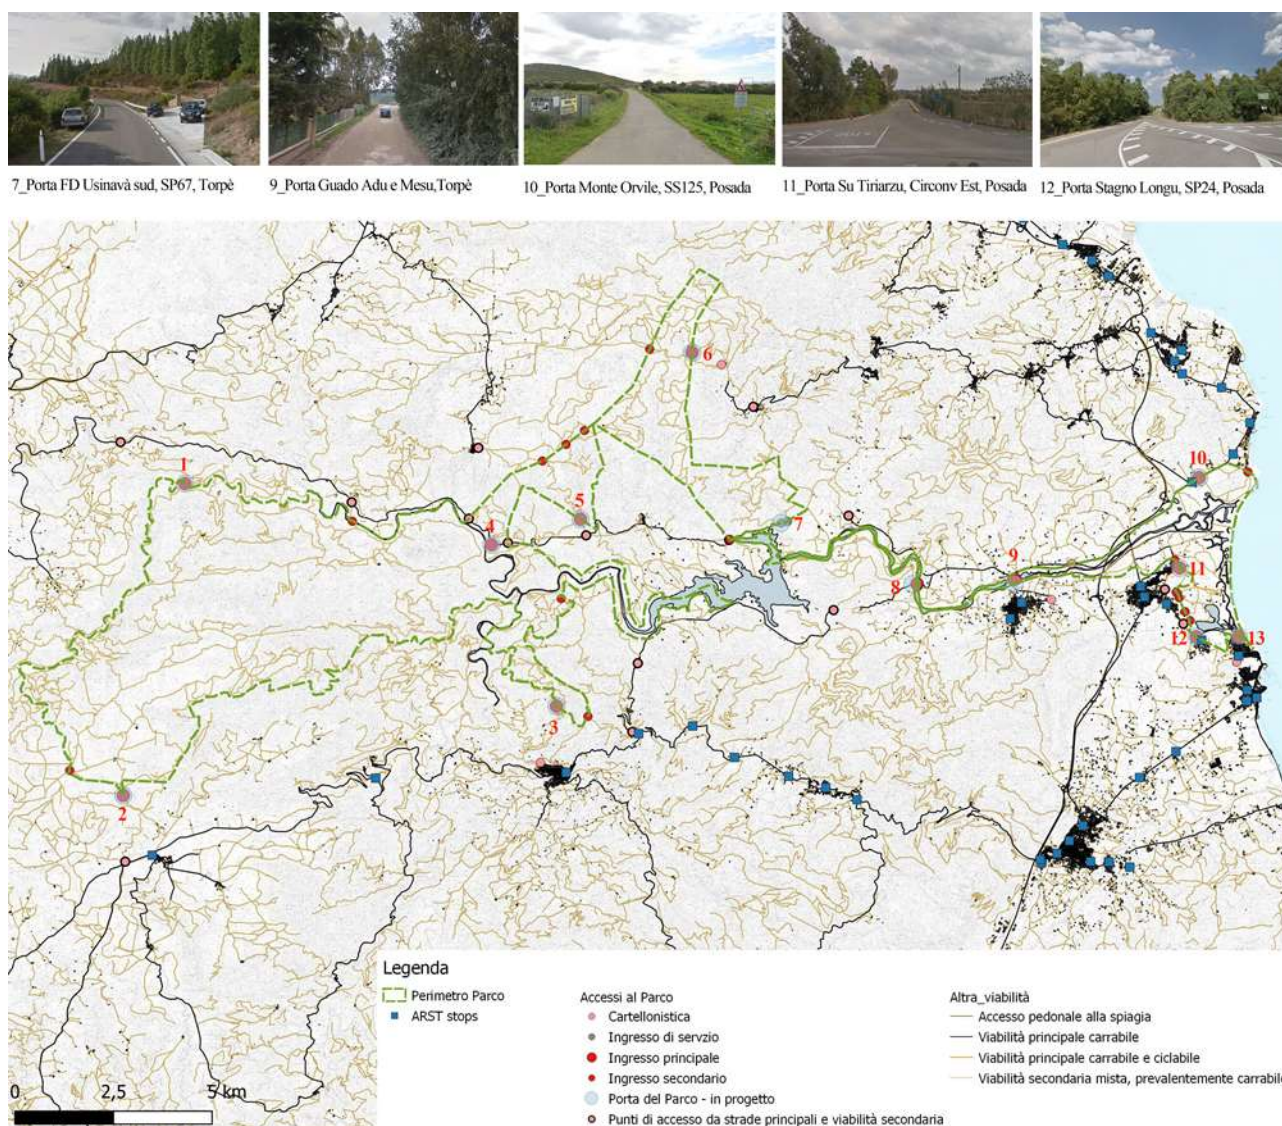 7_Porta FD Usinavà sud, SP67, Torpè
9_Porta Guado Adu e Mesu,Torpè
10_Porta Monte Orvile, SS125, Posada
11_Porta Su Tiriarzu, Circonv Est, Posada
12_Porta Stagno Longu, SP24, Posada
6
10
1
5
4
7
9
8
11
12
13
3
2
Legenda
Perimetro Parco
ARST stops
Accessi al Parco
Cartellonistica
Ingresso di servzio
Ingresso principale
Ingresso secondario
Porta del Parco - in progetto
Punti di accesso da strade principali e viabilità secondaria
Altra_viabilità
Accesso pedonale alla spiagia
Viabilità principale carrabile
Viabilità principale carrabile e ciclabile
Viabilità secondaria mista, prevalentemente carrabile
0 2,5 5 km